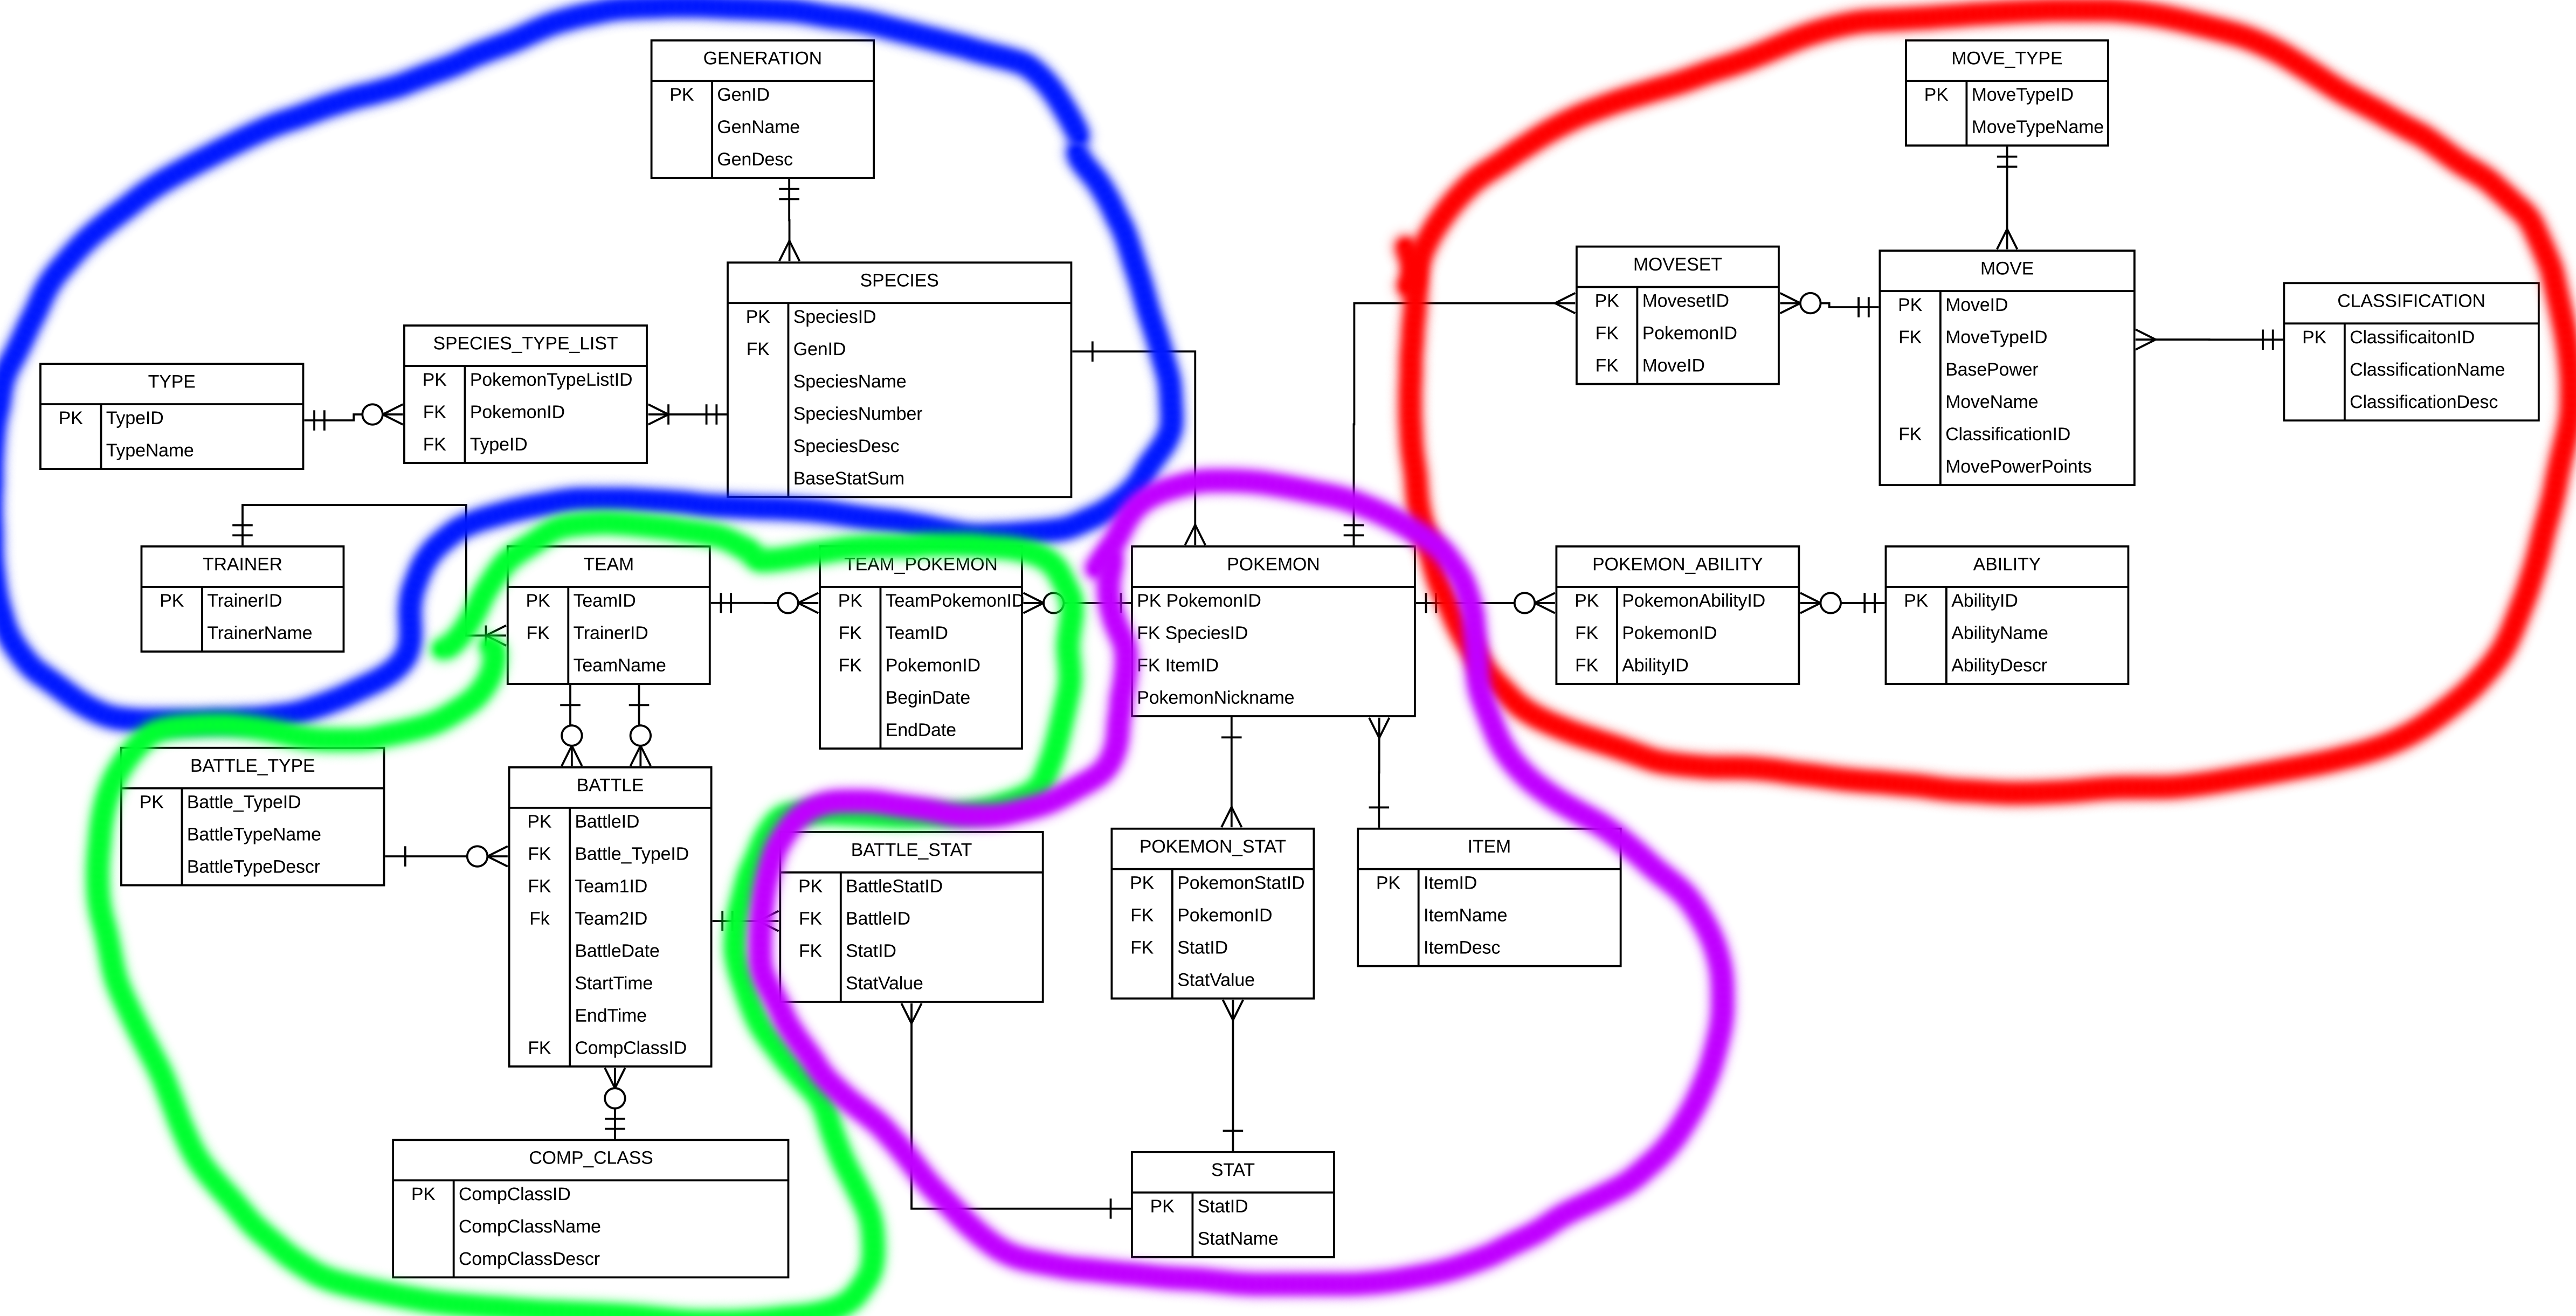 GENERATION
PK GenID
GenName
GenDesc
MOVE_TYPE
PK MoveTypeID
MoveTypeName
SPECIES
PK SpeciesID
FK GenID
SpeciesName
SpeciesNumber
SpeciesDesc
BaseStatSum
SPECIES_TYPE_LIST
PK PokemonTypeListID
FK PokemonID
FK TypeID
TYPE
PK TypeID
TypeName
MOVESET
PK MovesetID
FK PokemonID
FK MoveID
MOVE
PK MoveID
FK MoveTypeID
BasePower
MoveName
FK ClassificationID
MovePowerPoints
CLASSIFICATION
PK ClassificaitonID
ClassificationName
ClassificationDesc
TRAINER
PK TrainerID
TrainerName
TEAM
PK TeamID
FK TrainerID
TeamName
TEAM_POKEMON
PK TeamPokemonID
FK TeamID
FK PokemonID
BeginDate
EndDate
POKEMON
PK PokemonID
FK SpeciesID
FK ItemID
PokemonNickname
POKEMON_ABILITY
PK PokemonAbilityID
FK PokemonID
FK AbilityID
ABILITY
PK AbilityID
AbilityName
AbilityDescr
BATTLE_TYPE
PK Battle_TypeID
BattleTypeName
BattleTypeDescr
BATTLE
PK BattleID
FK Battle_TypeID
FK Team1ID
Fk Team2ID
BattleDate
StartTime
EndTime
FK CompClassID
BATTLE_STAT
PK BattleStatID
FK BattleID
FK StatID
StatValue
POKEMON_STAT
PK PokemonStatID
FK PokemonID
FK StatID
StatValue
ITEM
PK ItemID
ItemName
ItemDesc
COMP_CLASS
PK CompClassID
CompClassName
CompClassDescr
STAT
PK StatID
StatName